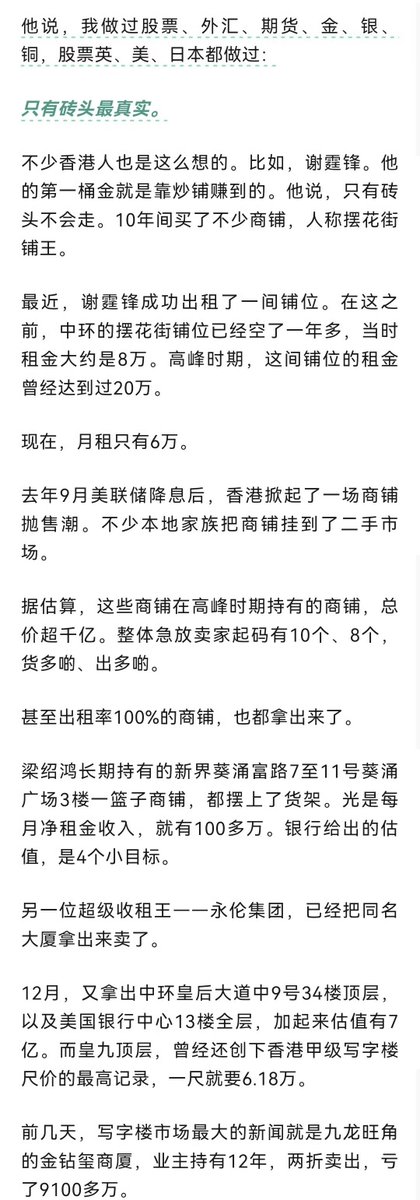 他说，我做过股票、外汇、期货、金、银、
铜，股票英、美、日本都做过：
只有砖头最真实。
不少香港人也是这么想的。比如，谢霆锋。他
的第一桶金就是靠炒铺赚到的。他说，只有砖
头不会走。10年间买了不少商铺，人称摆花街
铺王。
最近，谢霆锋成功出租了一间铺位。在这之
前，中环的摆花街铺位已经空了一年多，当时
租金大约是8万。高峰时期，这间铺位的租金
曾经达到过20万。
现在，月租只有6万。
去年9月美联储降息后，香港掀起了一场商铺
抛售潮。不少本地家族把商铺挂到了二手市
场。
据估算，这些商铺在高峰时期持有的商铺，总
价超千亿。整体急放卖家起码有10个、8个，
货多啲、出多啲。
甚至出租率100%的商铺，也都拿出来了。
梁绍鸿长期持有的新界葵涌富路7至11号葵涌
广场3楼一篮子商铺，都摆上了货架。光是每
月净租金收入，就有100多万。银行给出的估
值，是4个小目标。
另一位超级收租王——永伦集团，已经把同名
大厦拿出来卖了。
12月，又拿出中环皇后大道中9号34楼顶层，
以及美国银行中心13楼全层，加起来估值有7
亿。而皇九顶层，曾经还创下香港甲级写字楼
尺价的最高记录，一尺就要6.18万。
前几天，写字楼市场最大的新闻就是九龙旺角
的金钻玺商厦，业主持有12年，两折卖出，亏
了9100多万。